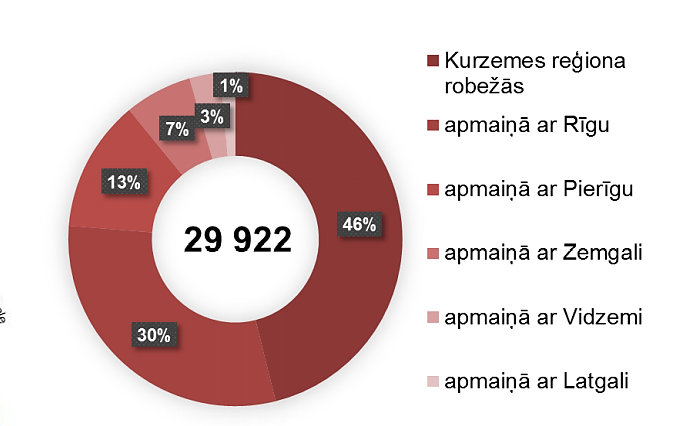 1%
3%
7%
13%
46%
30%
29 922
Kurzemes reģiona
robežās
apmaiņā ar Rīgu
apmaiņā ar Pierīgu
apmaiņā ar Zemgali
apmaiņā ar Vidzemi
apmaiņā ar Latgali